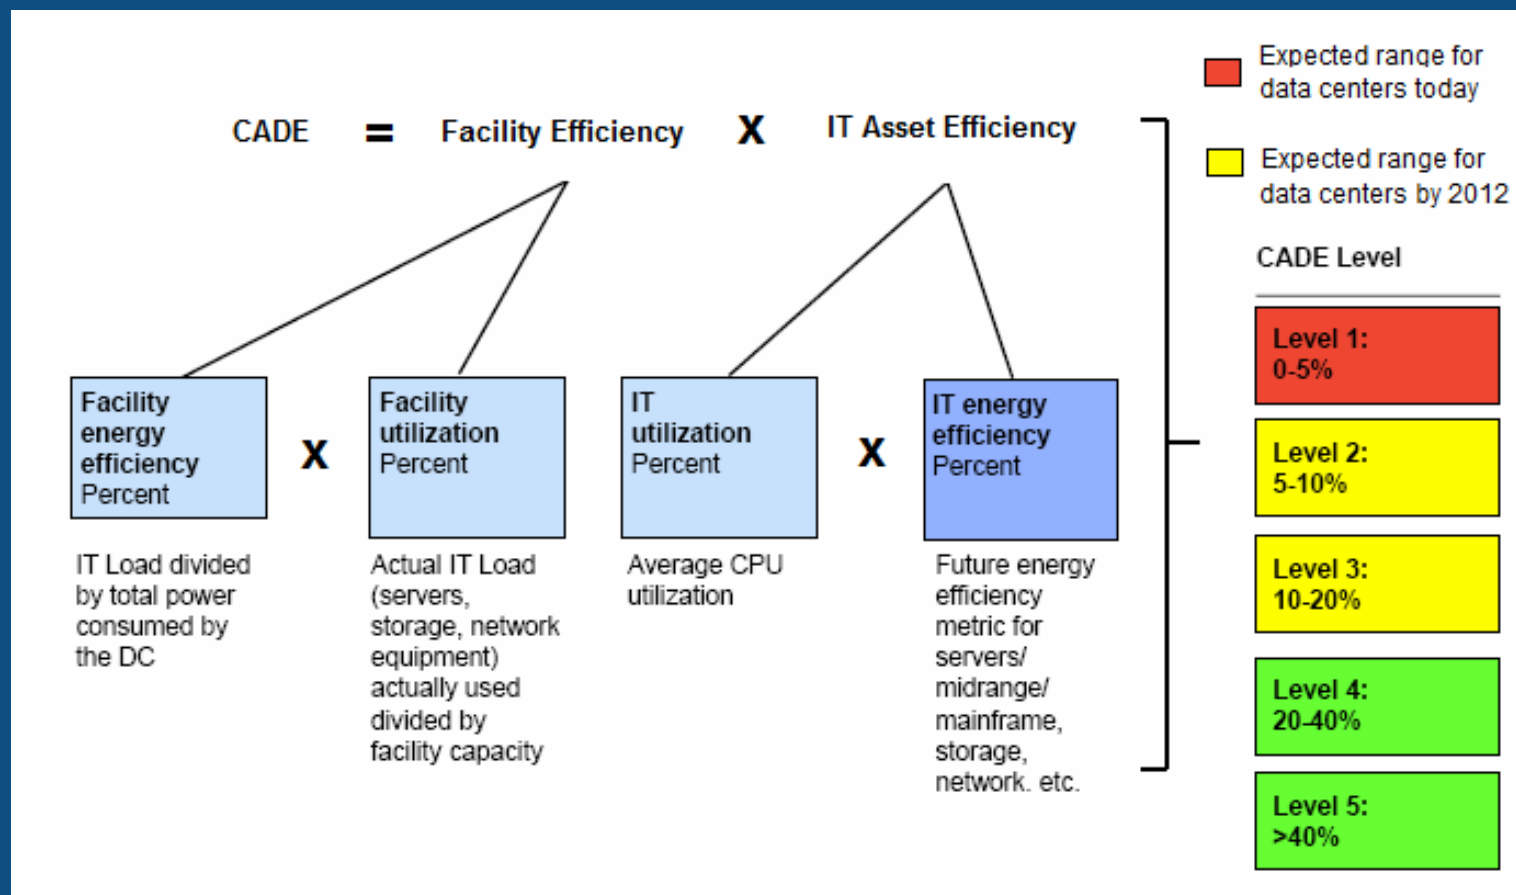 CADE = Facility Efficiency X IT Asset Efficiency
Facility
energy
efficiency
Percent
X
Facility
utilization
Percent
IT
utilization
Percent
X
IT energy
efficiency
Percent
IT Load divided
by total power
consumed by
the DC
Actual IT Load
(servers,
storage, network
equipment)
actually used
divided by
facility capacity
Average CPU
utilization
Future energy
efficiency
metric for
servers/
midrange/
mainframe,
storage,
network. etc.
Expected range for
data centers today
Expected range for
data centers by 2012
CADE Level
Level 1:
0-5%
Level 2:
5-10%
Level 3:
10-20%
Level 4:
20-40%
Level 5:
>40%